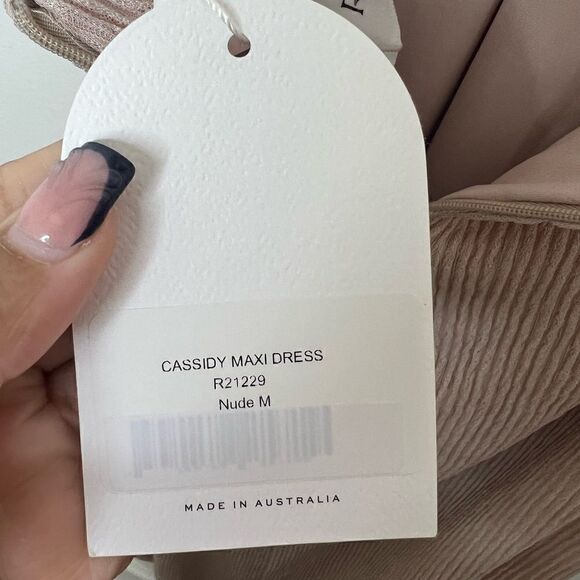 CASSIDY MAXI DRESS
R21229
Nude M
MADE IN AUSTRALIA